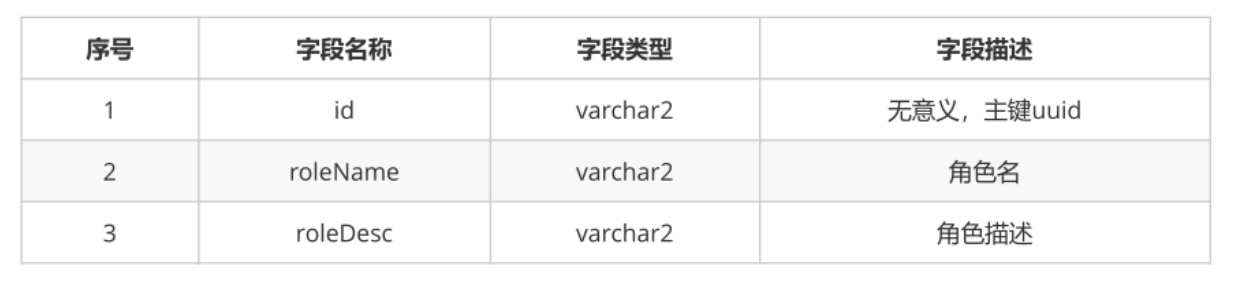 序号 字段名称 字段类型 字段描述
1 id varchar2 无意义，主键uuid
2 roleName varchar2 角色名
3 roleDesc varchar2 角色描述